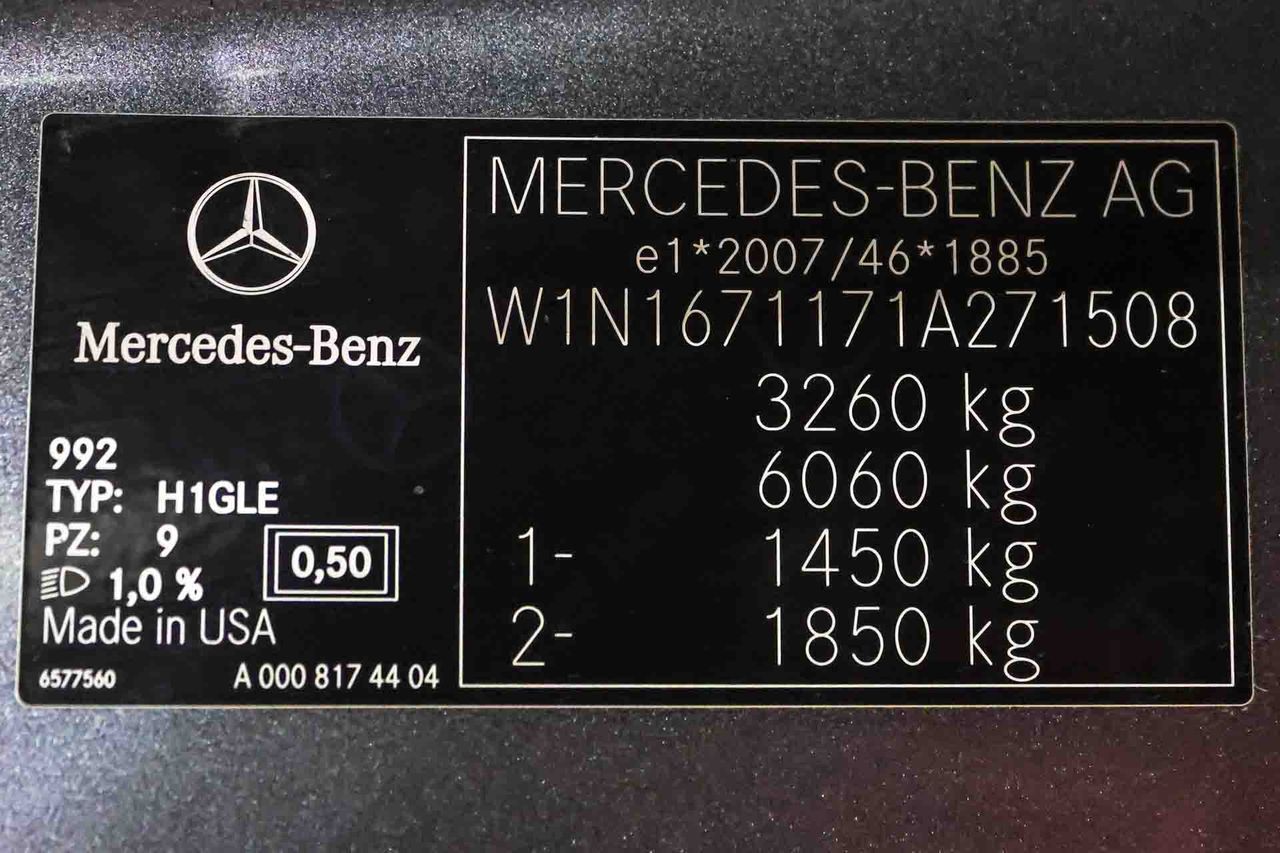 Mercedes-Benz
992
TYP: H1GLE
PZ: 9
1,0 %
0,50
Made in USA
6577560
A 000 817 44 04
MERCEDES-BENZ AG
e1*2007/46*1885
W1N1671171A271508
3260 kg
6060 kg
1- 1450 kg
2- 1850 kg